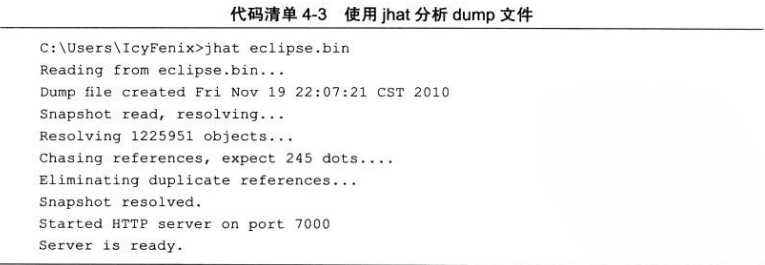 代码清单 4-3 使用 jhat 分析 dump 文件
C:\Users\IcyFenix>jhat eclipse.bin
Reading from eclipse.bin...
Dump file created Fri Nov 19 22:07:21 CST 2010
Snapshot read, resolving...
Resolving 1225951 objects...
Chasing references, expect 245 dots....
Eliminating duplicate references...
Snapshot resolved.
Started HTTP server on port 7000
Server is ready.